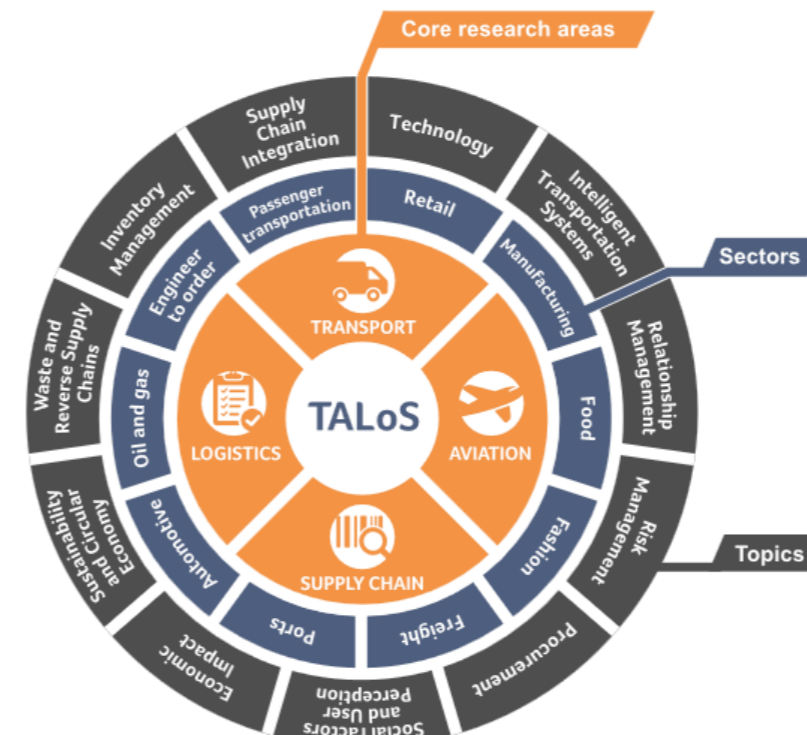 Core research areas
Supply
Chain
Integration
Technology
Intelligent
Transportation
Systems
Relationship
Management
Risk
Management
Procurement
Social Factors
and User
Perception
Economic
Impact
Sustainability
and Circular
Economy
Waste and
Reverse Supply
Chains
Inventory
Management
Passenger
transportation
Retail
Manufacturing
Food
Fashion
Freight
Ports
Automotive
Oil and gas
Engineer
to order
TRANSPORT
AVIATION
SUPPLY CHAIN
LOGISTICS
TALoS
Sectors
Topics